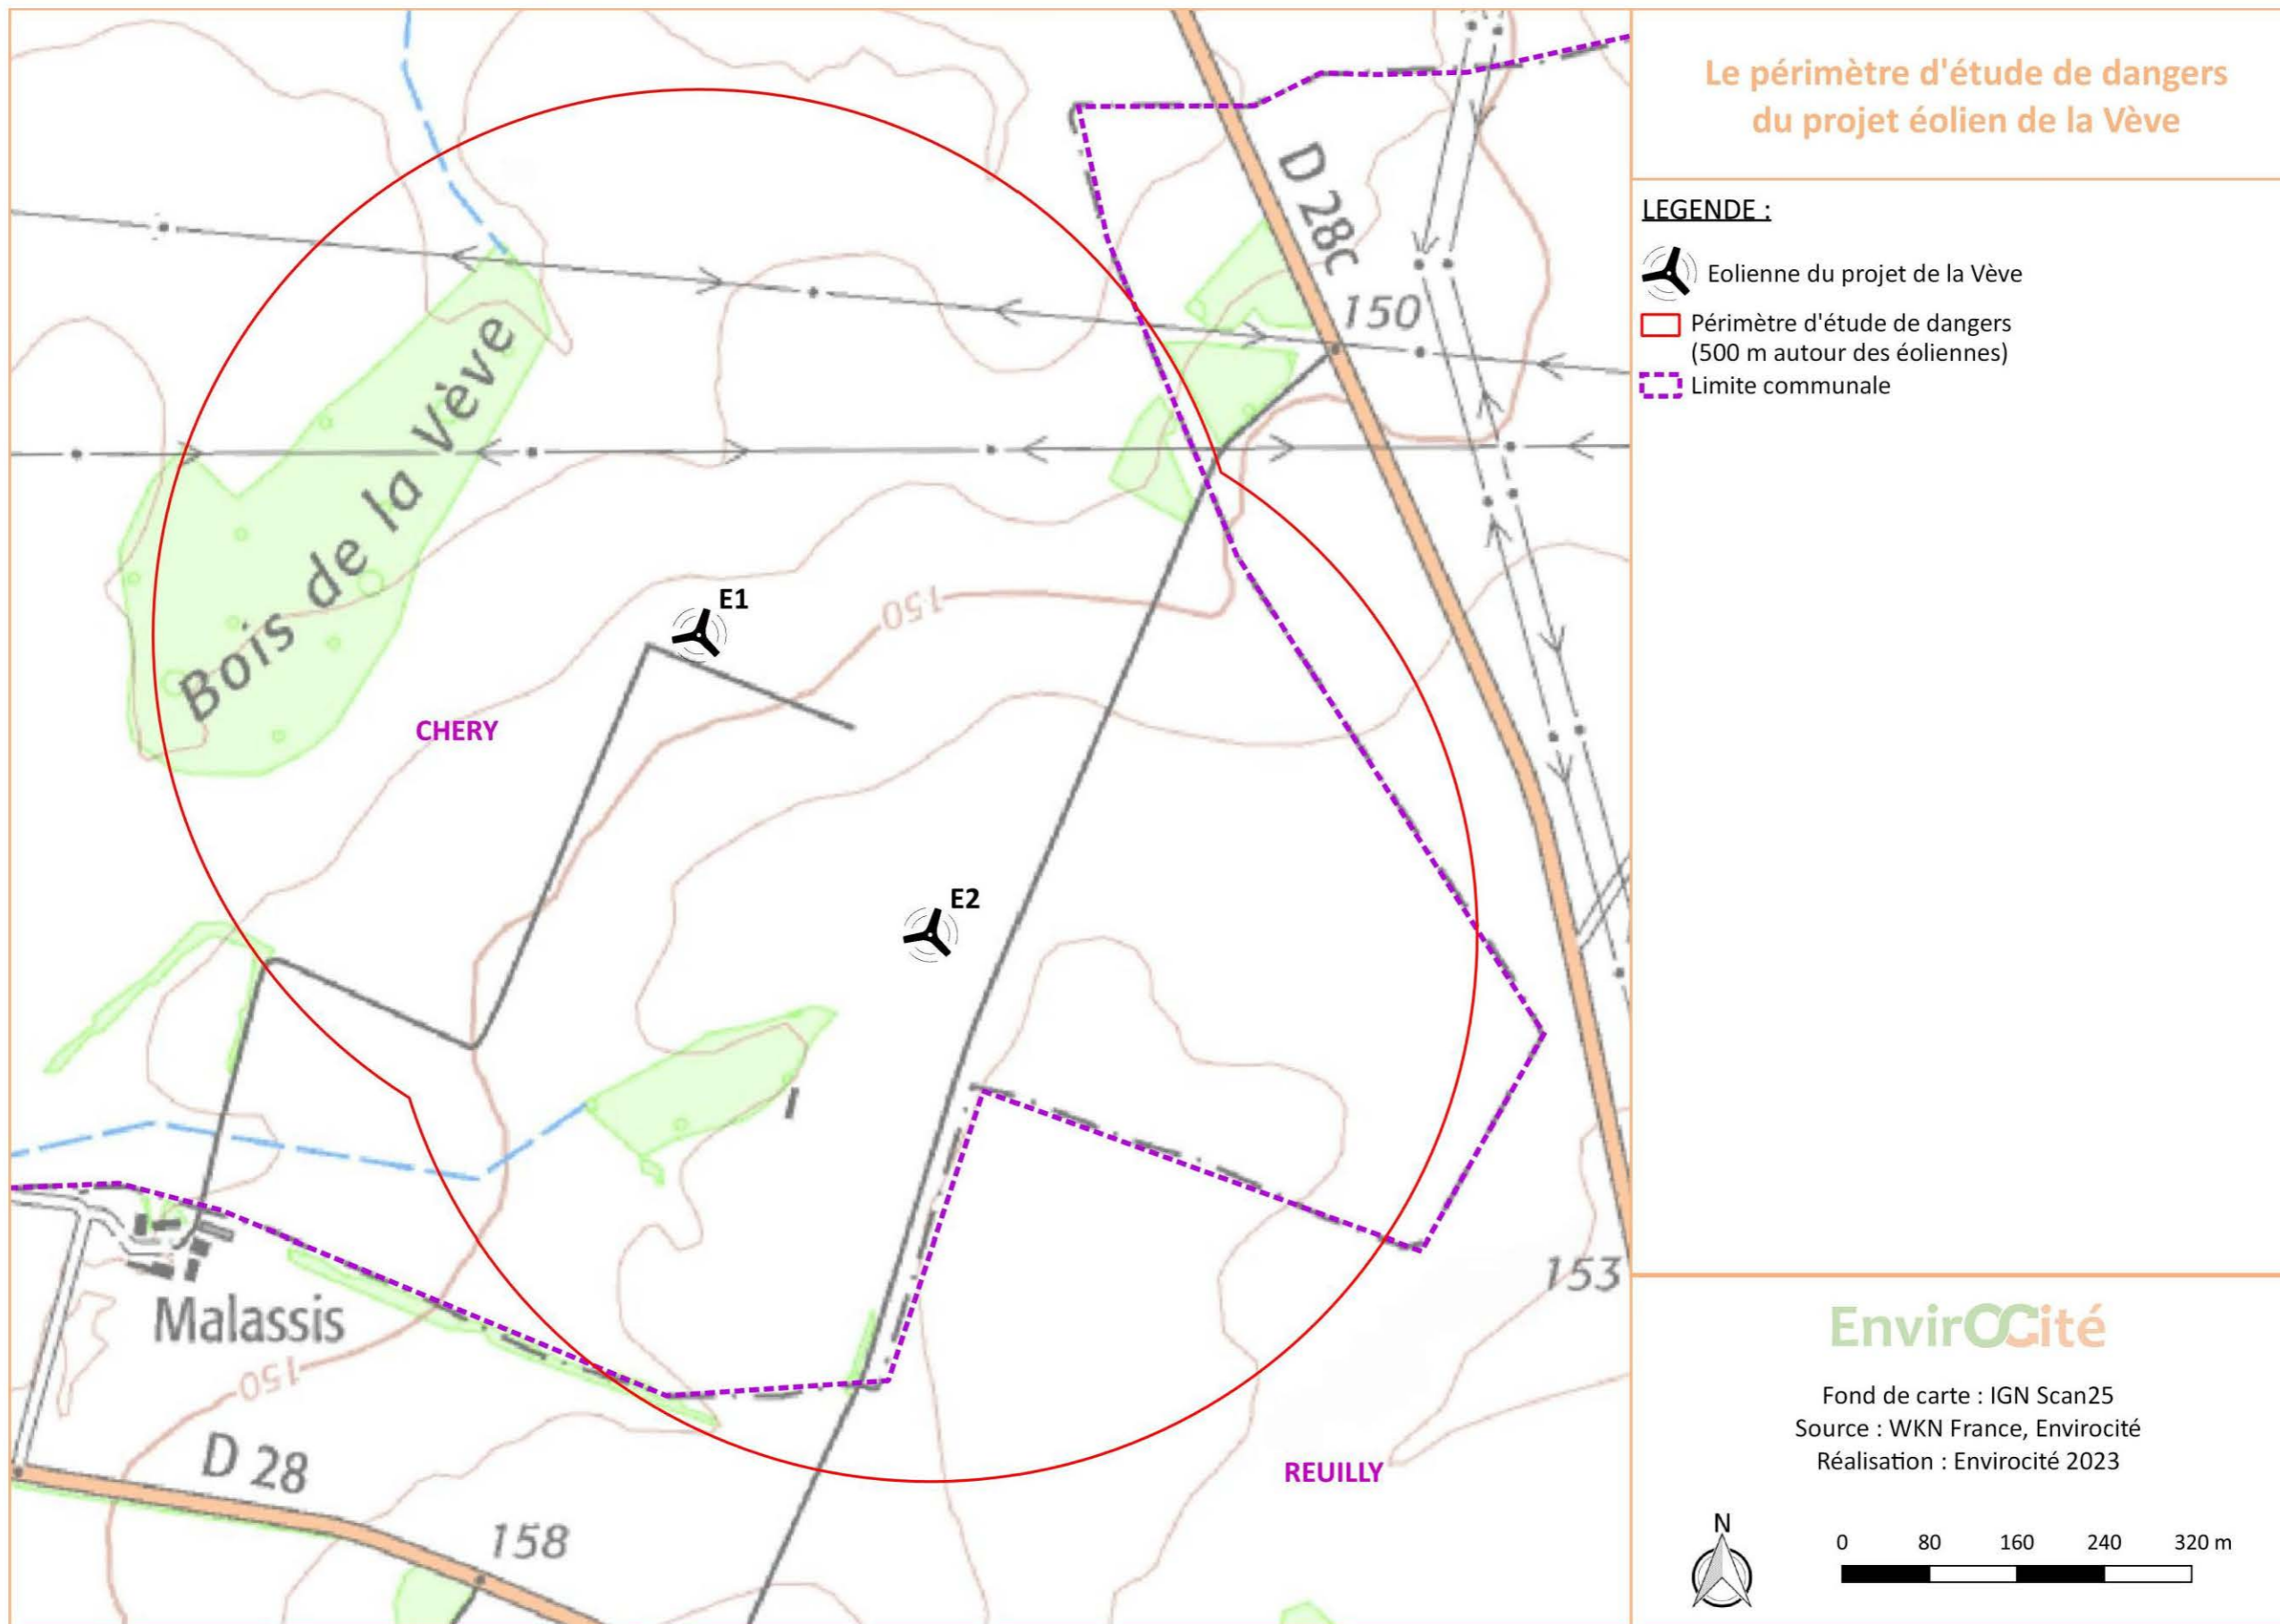 Le périmètre d'étude de dangers
du projet éolien de la Vève
LEGENDE :
Eolienne du projet de la Vève
Périmètre d'étude de dangers
(500 m autour des éoliennes)
Limite communale
D 28c
150
Bois de la Vève
E1
150
CHERY
E2
153
Malassis
150
D 28
REUILLY
158
EnvirOCité
Fond de carte : IGN Scan25
Source : WKN France, Envirocité
Réalisation : Envirocité 2023
N
0 80 160 240 320 m